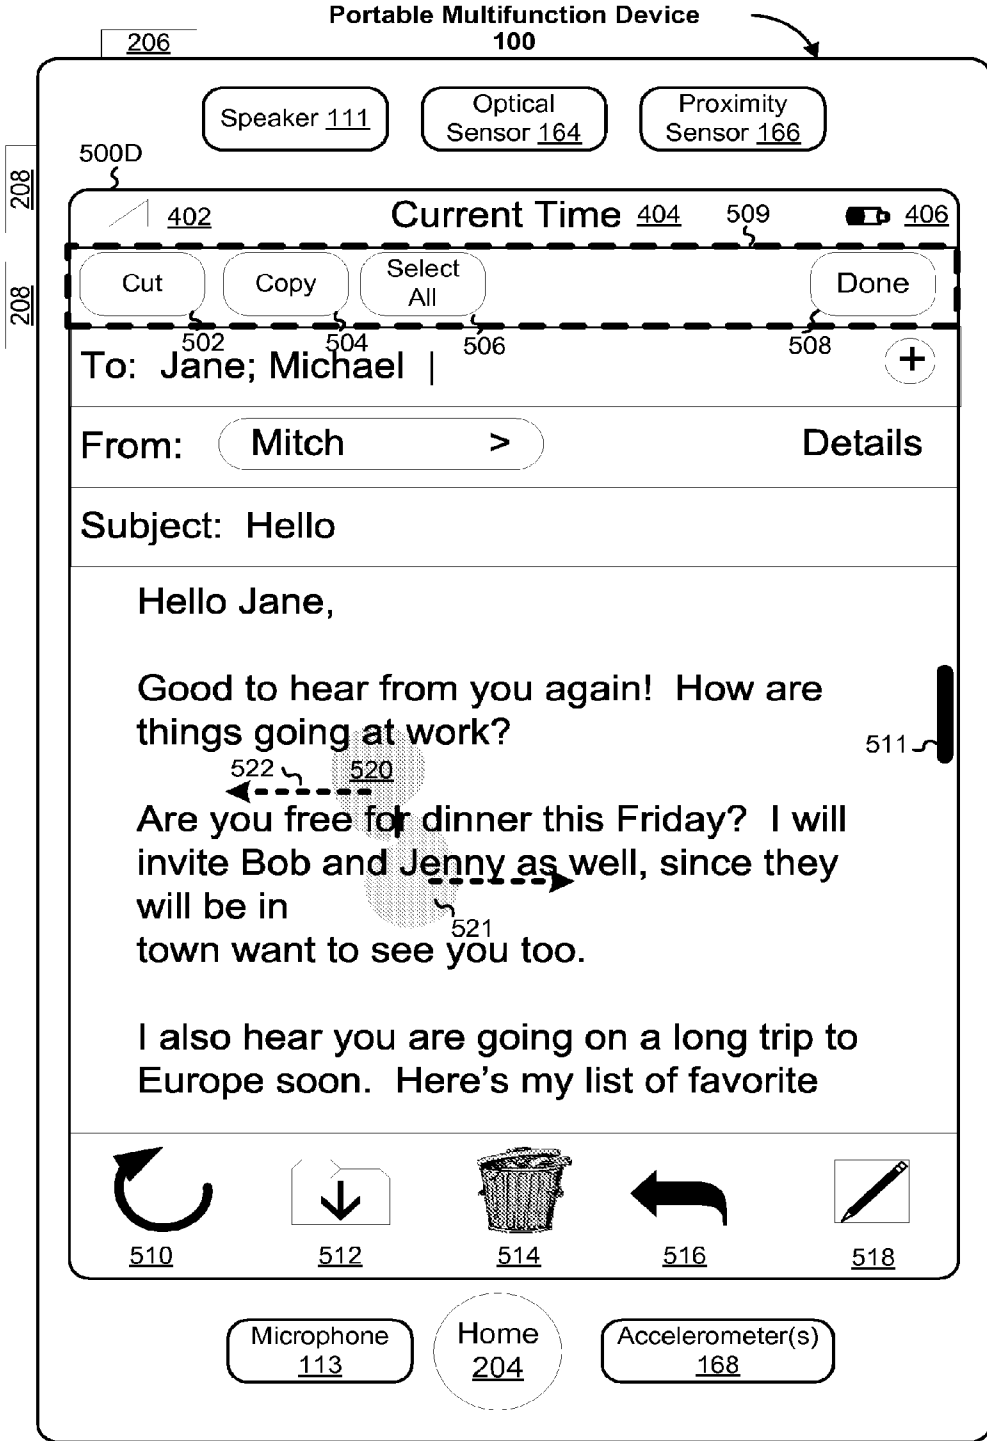 Portable Multifunction Device
100
206
Speaker 111
Optical
Sensor 164
Proximity
Sensor 166
500D
208
208
402
Current Time 404
509
406
Cut
Copy
Select
All
Done
502
504
506
508
To: Jane; Michael |
+
From: Mitch >
Details
Subject: Hello
Hello Jane,
Good to hear from you again! How are
things going at work?
511
522
520
Are you free for dinner this Friday? I will
invite Bob and Jenny as well, since they
will be in
521
town want to see you too.
I also hear you are going on a long trip to
Europe soon. Here's my list of favorite
510
512
514
516
518
Microphone
113
Home
204
Accelerometer(s)
168